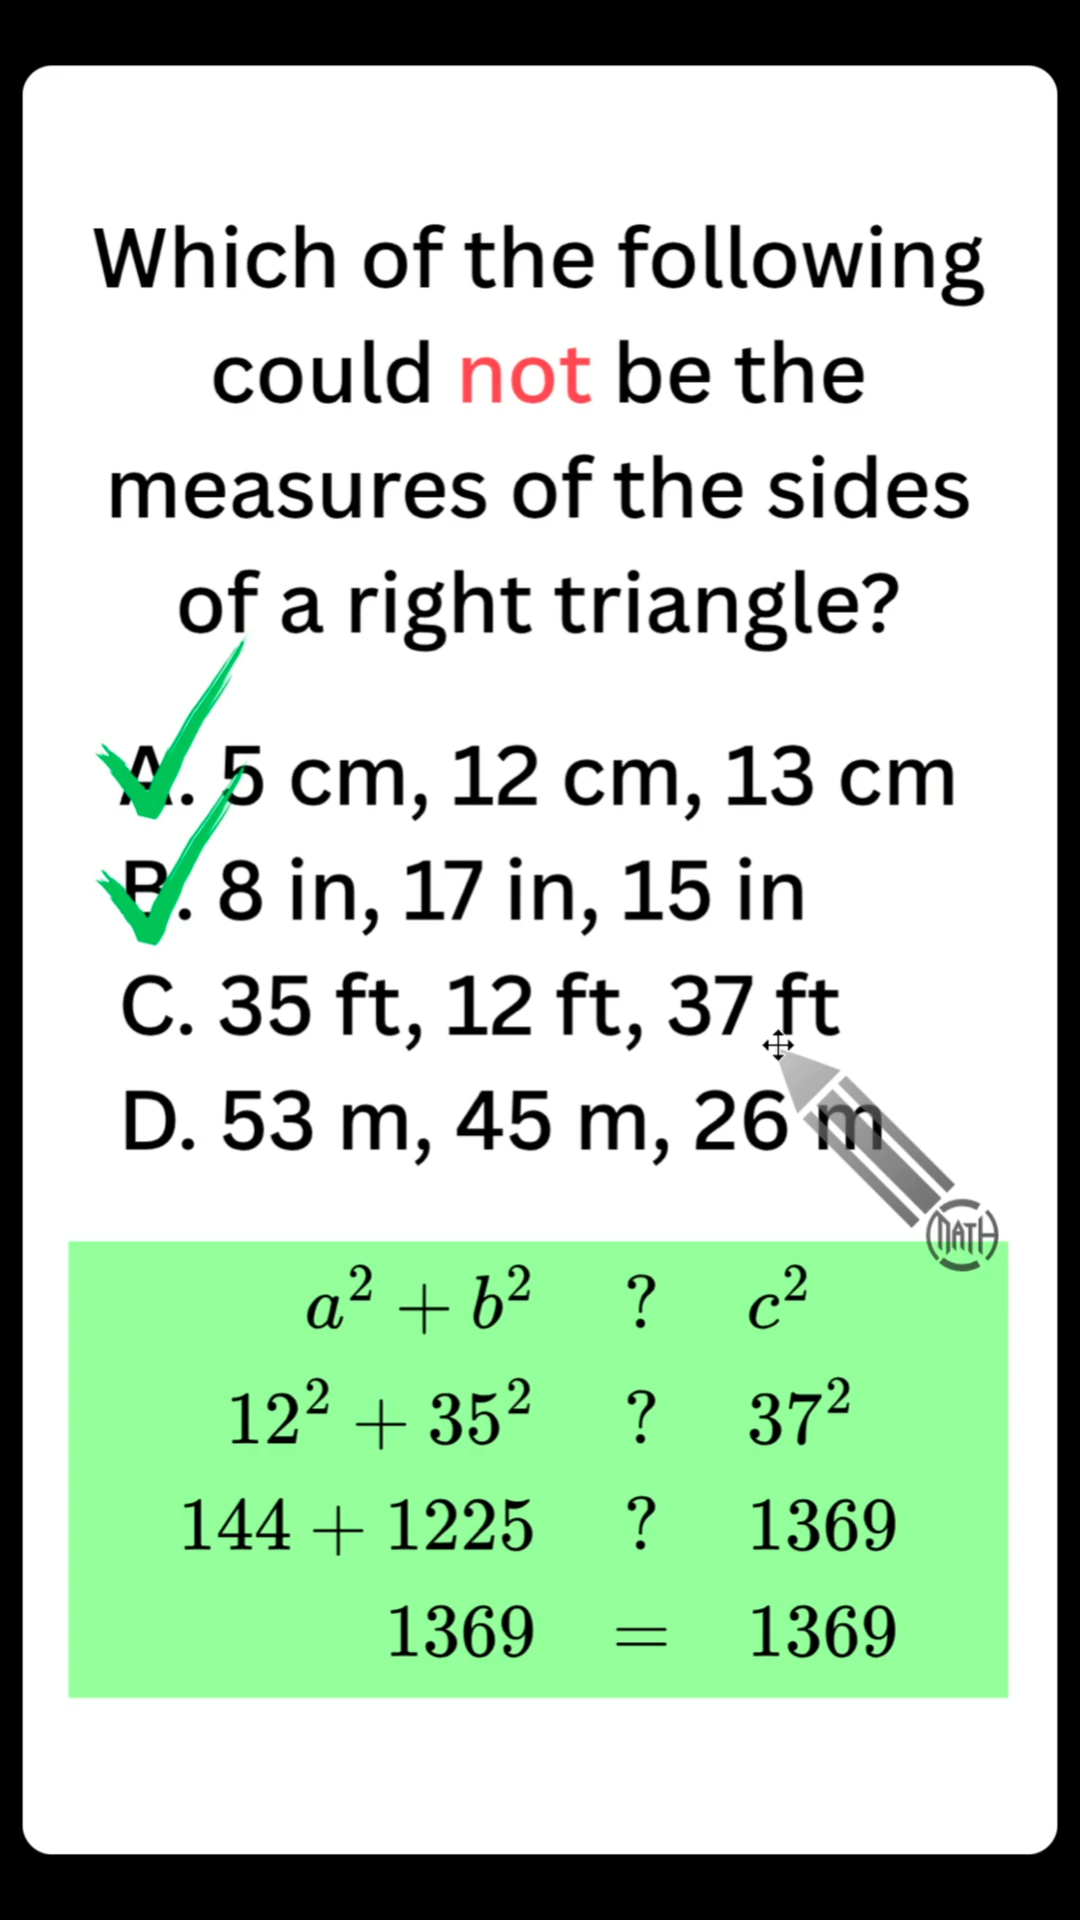 Which of the following
could not be the
measures of the sides
of a right triangle?
A. 5 cm, 12 cm, 13 cm
B. 8 in, 17 in, 15 in
C. 35 ft, 12 ft, 37 ft
D. 53 m, 45 m, 26 m
MATH
a² + b² ? c²
12² + 35² ? 37²
144 + 1225 ? 1369
1369 = 1369